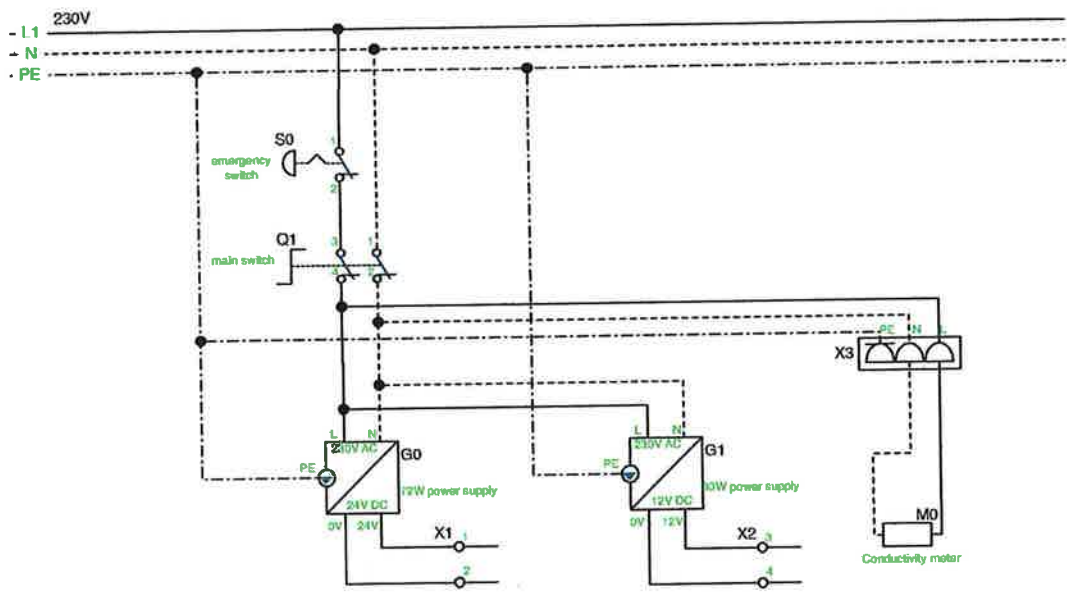 230V
L1
N
PE
S0
1
emergency
switch
2
Q1
3
1
main switch
4
2
PE N L
X3
L N
230V AC
G0
PE
72W power supply
24V DC
0V 24V
X1
1
2
L N
230V AC
G1
PE
power supply
12V DC
0V 12V
X2
3
4
M0
Conductivity meter